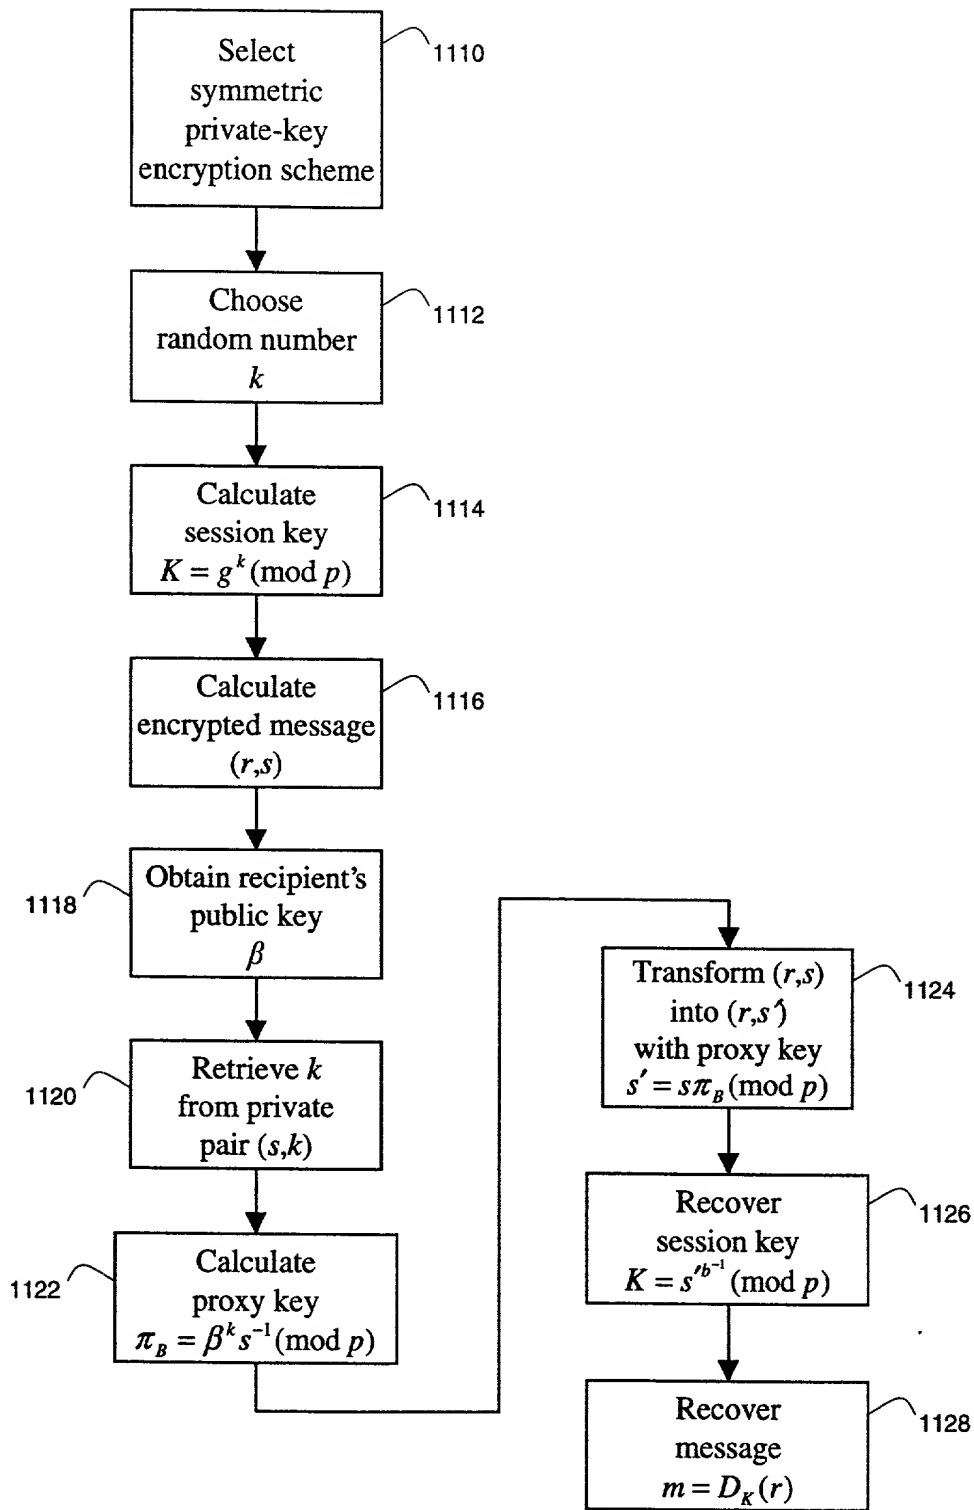 Select
symmetric
private-key
encryption scheme
1110
Choose
random number
k
1112
Calculate
session key
K = g^k (mod p)
1114
Calculate
encrypted message
(r,s)
1116
Obtain recipient's
public key
β
1118
Retrieve k
from private
pair (s,k)
1120
Calculate
proxy key
π_B = β^k s^{-1} (mod p)
1122
Transform (r,s)
into (r,s′)
with proxy key
s′ = sπ_B (mod p)
1124
Recover
session key
K = s′^{b^{-1}} (mod p)
1126
Recover
message
m = D_K(r)
1128